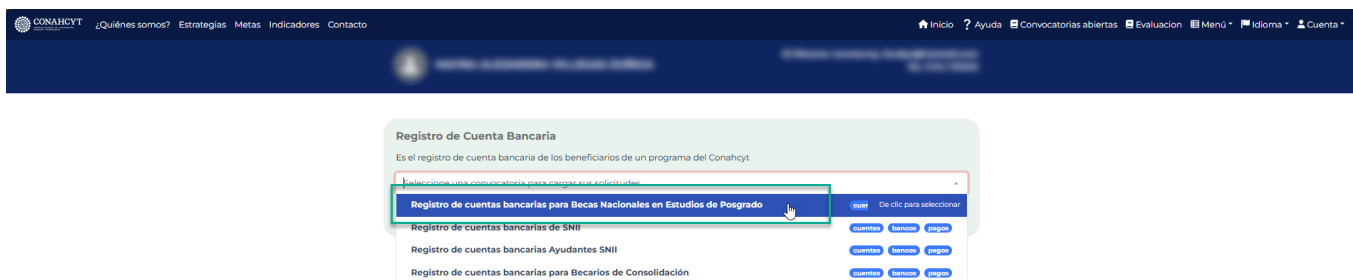 CONAHCYT ¿Quiénes somos? Estrategias Metas Indicadores Contacto Inicio ? Ayuda Convocatorias abiertas Evaluacion Menú Idioma Cuenta
Registro de Cuenta Bancaria
Es el registro de cuenta bancaria de los beneficiarios de un programa del Conahcyt
Seleccione una convocatoria para cargar sus solicitudes
Registro de cuentas bancarias para Becas Nacionales en Estudios de Posgrado cuer De clic para seleccionar
Registro de cuentas bancarias de SNII cuentas bancos pagos
Registro de cuentas bancarias Ayudantes SNII cuentas bancos pagos
Registro de cuentas bancarias para Becarios de Consolidación cuentas bancos pagos